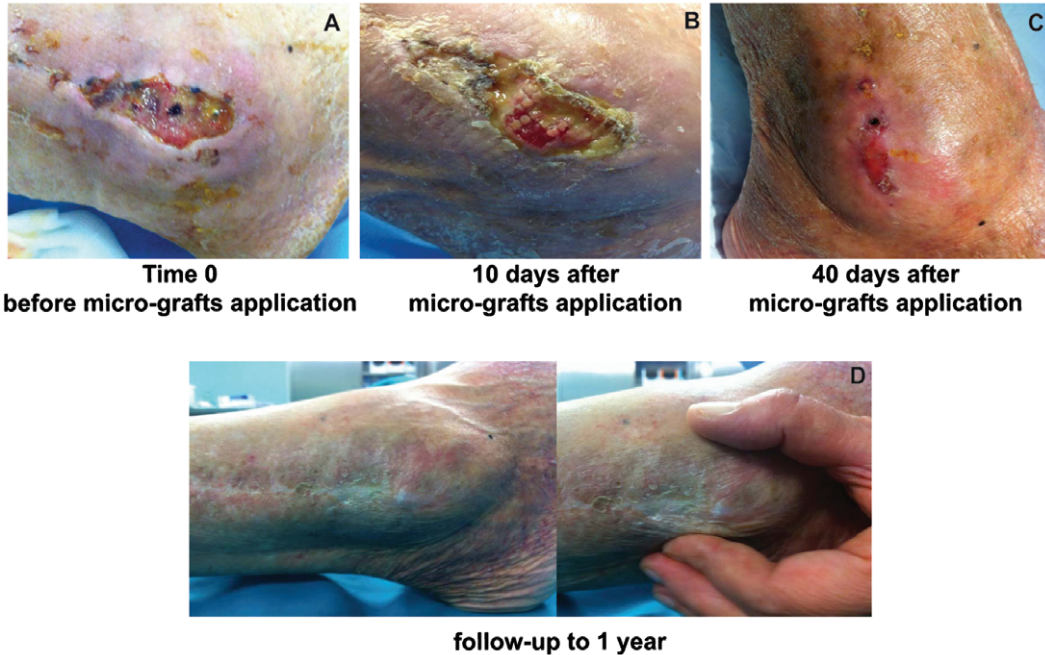 A
B
C
Time 0
before micro-grafts application
10 days after
micro-grafts application
40 days after
micro-grafts application
D
follow-up to 1 year